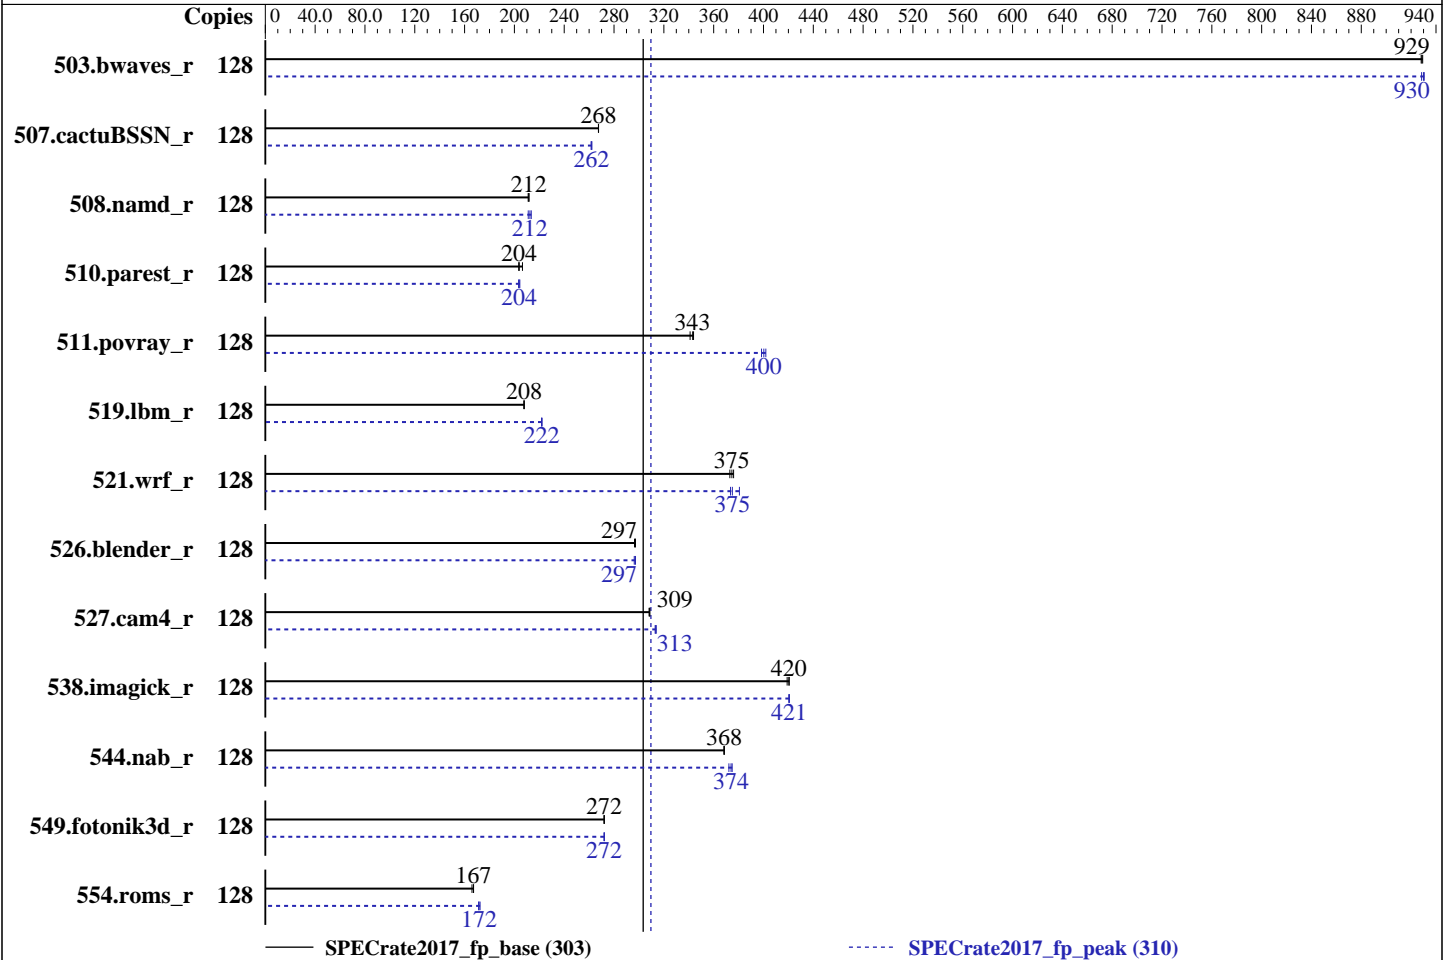 Copies 0 40.0 80.0 120 160 200 240 280 320 360 400 440 480 520 560 600 640 680 720 760 800 840 880 940
929
503.bwaves_r 128
930
268
507.cactuBSSN_r 128
262
212
508.namd_r 128
212
204
510.parest_r 128
204
343
511.povray_r 128
400
208
519.lbm_r 128
222
375
521.wrf_r 128
375
297
526.blender_r 128
297
309
527.cam4_r 128
313
420
538.imagick_r 128
421
368
544.nab_r 128
374
272
549.fotonik3d_r 128
272
167
554.roms_r 128
172
SPECrate2017_fp_base (303) SPECrate2017_fp_peak (310)